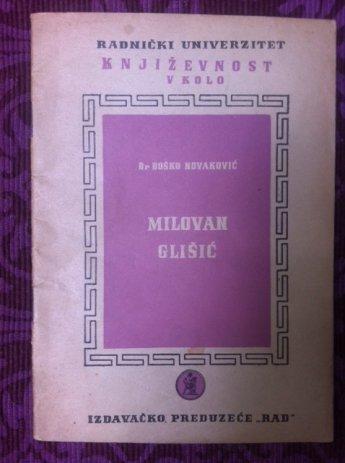 RADNIČKI UNIVERZITET
KNJIŽEVNOST
V KOLO
Dr BOŠKO NOVAKOVIĆ
MILOVAN
GLIŠIĆ
IZDAVAČKO PREDUZEĆE „RAD"